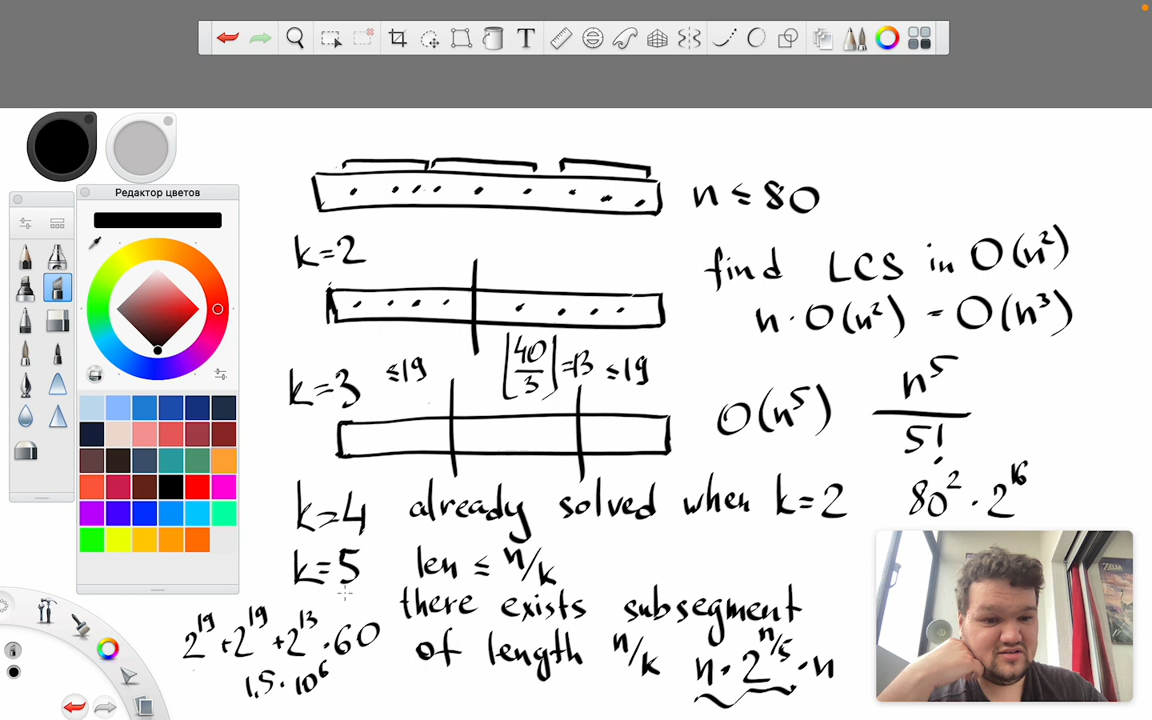 Редактор цветов
n ≤ 80
k=2
find LCS in O(n²)
n · O(n²) = O(n³)
k=3 ≤19 ⌊40/3⌋=13 ≤19
O(n⁵) n⁵/5!
k=4 already solved when k=2 80² · 2¹⁶
k=5 len ≤ n/k
there exists subsegment
of length n/k n · 2^(n/5) · n
2¹⁹+2¹⁹+2¹³·60
1,5·10⁶